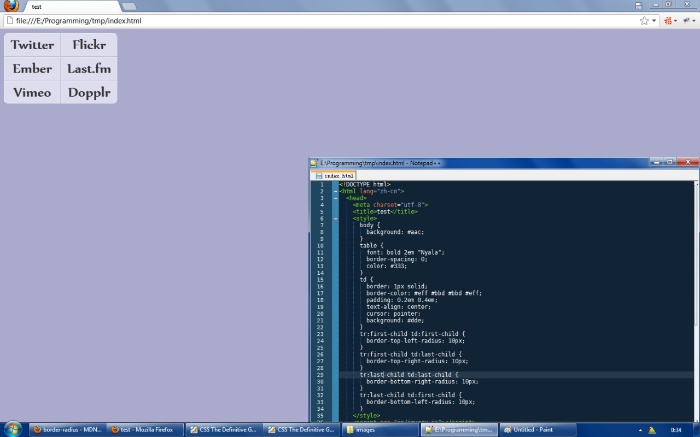 test
file:///E:/Programming/tmp/index.html
Twitter Flickr
Ember Last.fm
Vimeo Dopplr
E:\Programming\tmp\index.html - Notepad++
index.html
1 <!DOCTYPE html>
2 <html lang="zh-cn">
3 <head>
4 <meta charset="utf-8">
5 <title>test</title>
6 <style>
7 body {
8 background: #aac;
9 }
10 table {
11 font: bold 2em "Nyala";
12 border-spacing: 0;
13 color: #333;
14 }
15 td {
16 border: 1px solid;
17 border-color: #eff #bbd #bbd #eff;
18 padding: 0.2em 0.4em;
19 text-align: center;
20 cursor: pointer;
21 background: #dde;
22 }
23 tr:first-child td:first-child {
24 border-top-left-radius: 10px;
25 }
26 tr:first-child td:last-child {
27 border-top-right-radius: 10px;
28 }
29 tr:last-child td:last-child {
30 border-bottom-right-radius: 10px;
31 }
32 tr:last-child td:first-child {
33 border-bottom-left-radius: 10px;
34 }
35 </style>
border-radius - MDN... test - Mozilla Firefox CSS The Definitive G... CSS The Definitive G... images E:\Programming\tm... Untitled - Paint 0:34